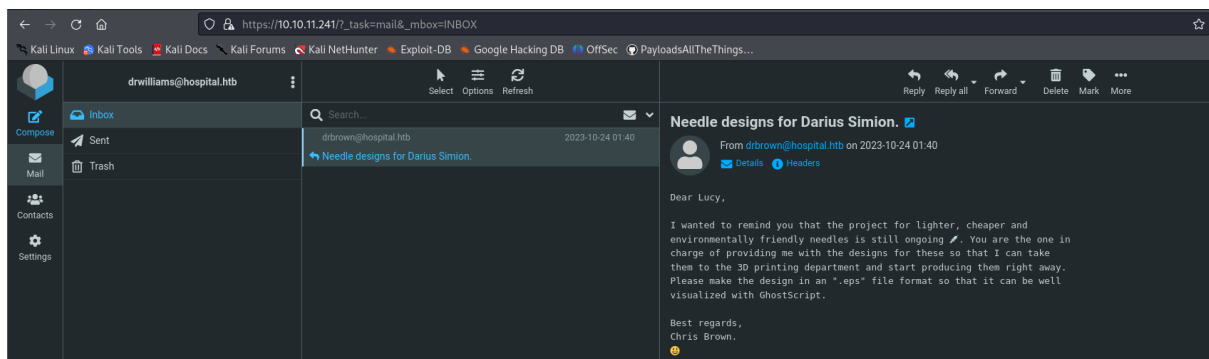 https://10.10.11.241/?_task=mail&_mbox=INBOX
Kali Linux Kali Tools Kali Docs Kali Forums Kali NetHunter Exploit-DB Google Hacking DB OffSec PayloadsAllTheThings...
drwilliams@hospital.htb
Select Options Refresh
Reply Reply all Forward Delete Mark More
Compose
Mail
Contacts
Settings
Inbox
Sent
Trash
Search...
drbrown@hospital.htb 2023-10-24 01:40
Needle designs for Darius Simion.
Needle designs for Darius Simion.
From drbrown@hospital.htb on 2023-10-24 01:40
Details Headers
Dear Lucy,
I wanted to remind you that the project for lighter, cheaper and
environmentally friendly needles is still ongoing 💉. You are the one in
charge of providing me with the designs for these so that I can take
them to the 3D printing department and start producing them right away.
Please make the design in an ".eps" file format so that it can be well
visualized with GhostScript.
Best regards,
Chris Brown.
😃